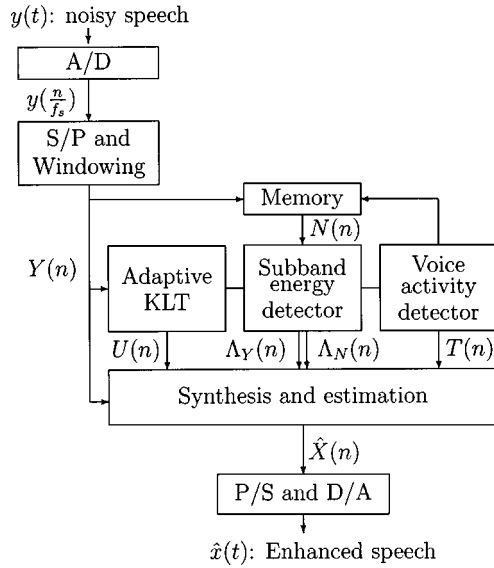 y(t): noisy speech
A/D
y(n/f_s)
S/P and
Windowing
Memory
N(n)
Y(n)
Adaptive
KLT
Subband
energy
detector
Voice
activity
detector
U(n)
Λ_Y(n)
Λ_N(n)
T(n)
Synthesis and estimation
X̂(n)
P/S and D/A
x̂(t): Enhanced speech